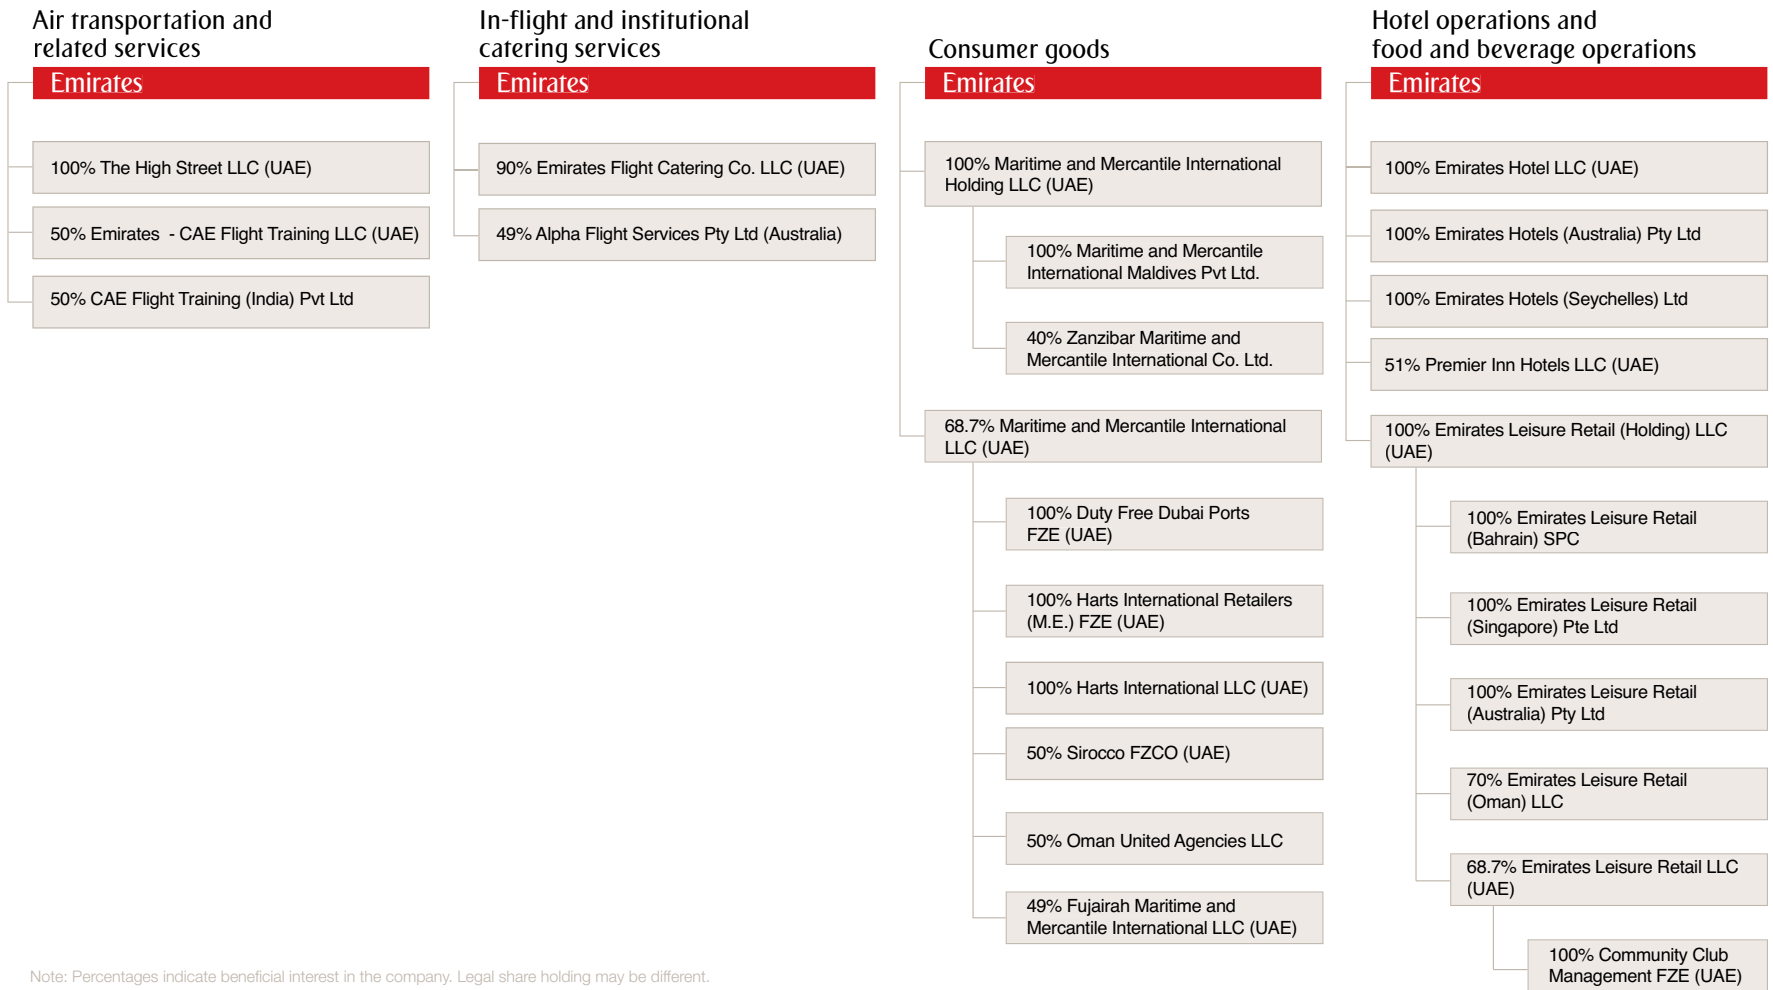 Air transportation and
related services
Emirates
100% The High Street LLC (UAE)
50% Emirates  - CAE Flight Training LLC (UAE)
50% CAE Flight Training (India) Pvt Ltd
In-flight and institutional
catering services
Emirates
90% Emirates Flight Catering Co. LLC (UAE)
49% Alpha Flight Services Pty Ltd (Australia)
Consumer goods
Emirates
100% Maritime and Mercantile International
Holding LLC (UAE)
100% Maritime and Mercantile
International Maldives Pvt Ltd.
40% Zanzibar Maritime and
Mercantile International Co. Ltd.
68.7% Maritime and Mercantile International
LLC (UAE)
100% Duty Free Dubai Ports
FZE (UAE)
100% Harts International Retailers
(M.E.) FZE (UAE)
100% Harts International LLC (UAE)
50% Sirocco FZCO (UAE)
50% Oman United Agencies LLC
49% Fujairah Maritime and
Mercantile International LLC (UAE)
Hotel operations and
food and beverage operations
Emirates
100% Emirates Hotel LLC (UAE)
100% Emirates Hotels (Australia) Pty Ltd
100% Emirates Hotels (Seychelles) Ltd
51% Premier Inn Hotels LLC (UAE)
100% Emirates Leisure Retail (Holding) LLC
(UAE)
100% Emirates Leisure Retail
(Bahrain) SPC
100% Emirates Leisure Retail
(Singapore) Pte Ltd
100% Emirates Leisure Retail
(Australia) Pty Ltd
70% Emirates Leisure Retail
(Oman) LLC
68.7% Emirates Leisure Retail LLC
(UAE)
100% Community Club
Management FZE (UAE)
Note: Percentages indicate beneficial interest in the company. Legal share holding may be different.